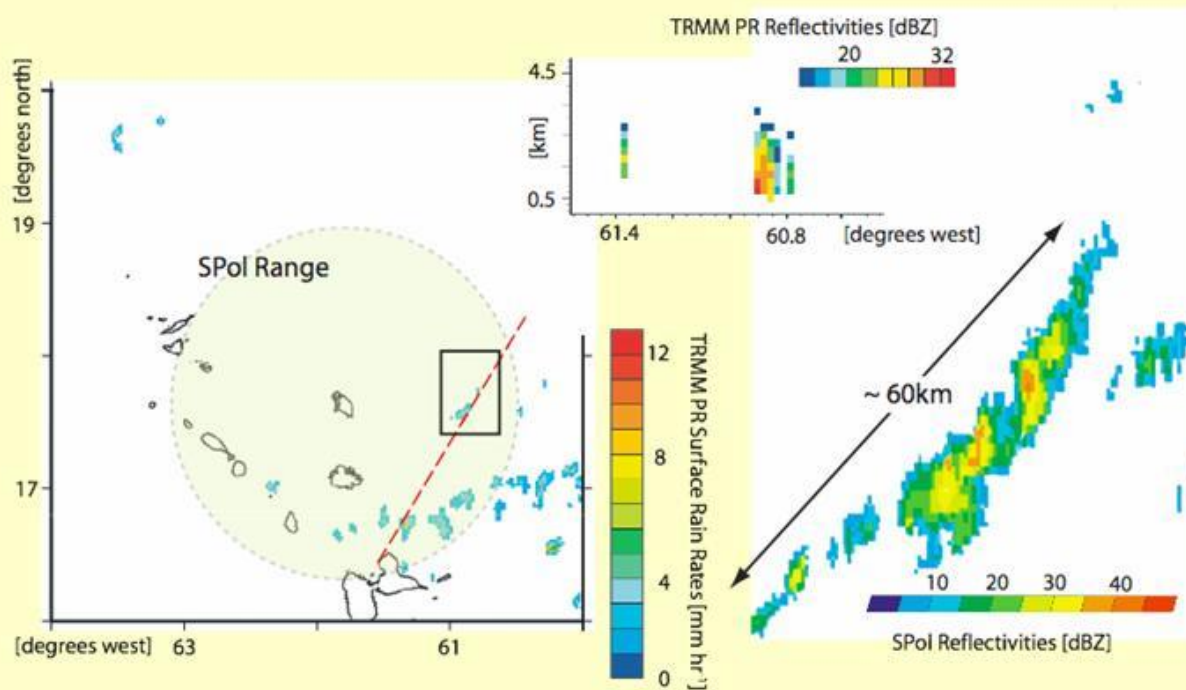 TRMM PR Reflectivities [dBZ]
20
32
4.5
[km]
0.5
61.4
60.8
[degrees west]
[degrees north]
19
17
SPol Range
[degrees west]
63
61
12
8
4
0
TRMM PR Surface Rain Rates [mm hr⁻¹]
~ 60km
10
20
30
40
SPol Reflectivities [dBZ]